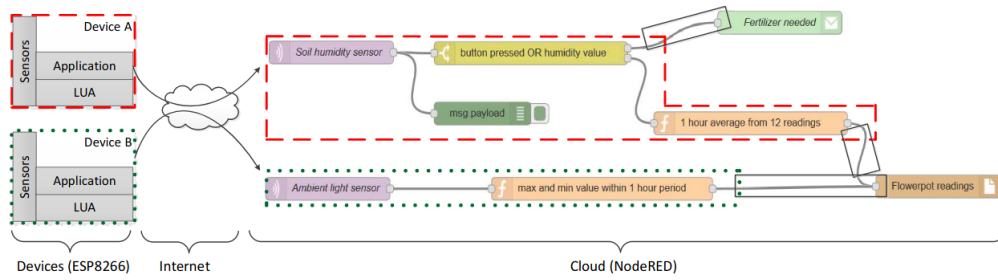 Device A
Sensors
Application
LUA
Device B
Sensors
Application
LUA
Soil humidity sensor
button pressed OR humidity value
Fertilizer needed
msg.payload
1 hour average from 12 readings
Ambient light sensor
max and min value within 1 hour period
Flowerpot readings
Devices (ESP8266)
Internet
Cloud (NodeRED)